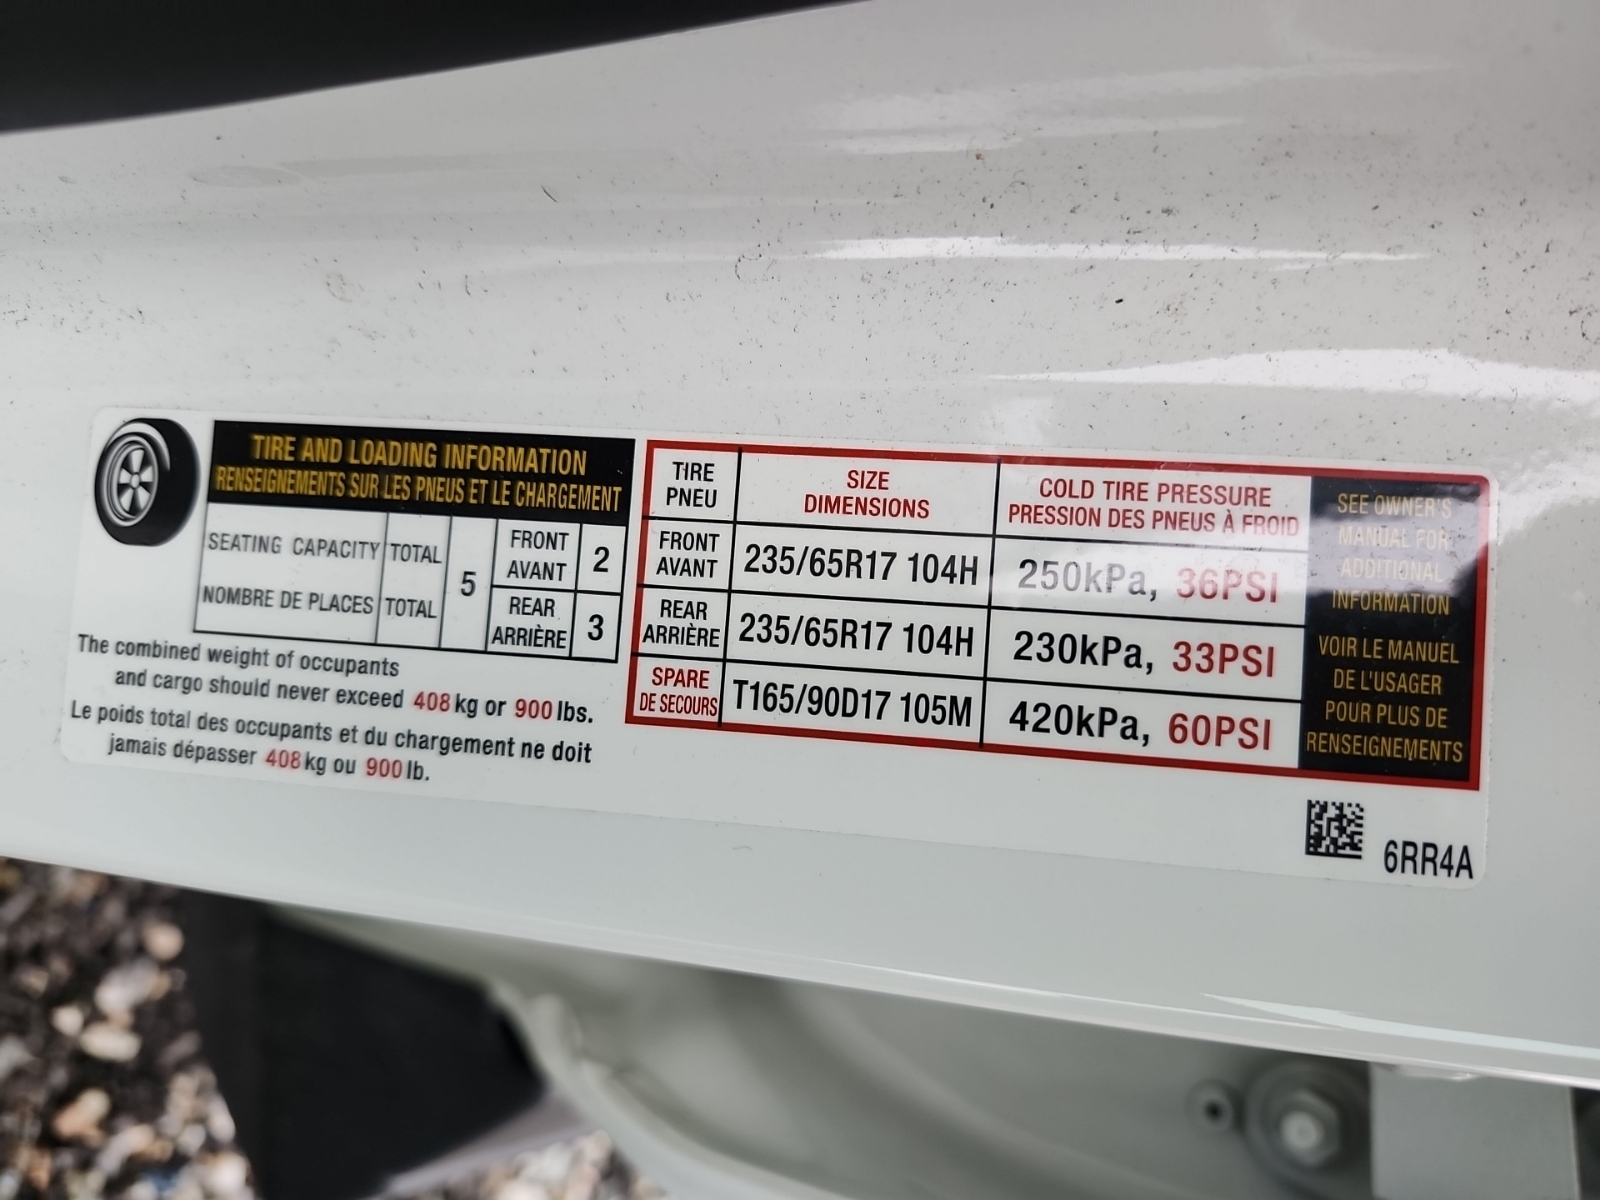 TIRE AND LOADING INFORMATION
RENSEIGNEMENTS SUR LES PNEUS ET LE CHARGEMENT
SEATING CAPACITY TOTAL
NOMBRE DE PLACES TOTAL
5
FRONT
AVANT
2
REAR
ARRIÈRE
3
The combined weight of occupants
and cargo should never exceed 408 kg or 900 lbs.
Le poids total des occupants et du chargement ne doit
jamais dépasser 408 kg ou 900 lb.
TIRE
PNEU
SIZE
DIMENSIONS
COLD TIRE PRESSURE
PRESSION DES PNEUS À FROID
FRONT
AVANT
235/65R17 104H
250kPa, 36PSI
REAR
ARRIÈRE
235/65R17 104H
230kPa, 33PSI
SPARE
DE SECOURS
T165/90D17 105M
420kPa, 60PSI
SEE OWNER'S
MANUAL FOR
ADDITIONAL
INFORMATION
VOIR LE MANUEL
DE L'USAGER
POUR PLUS DE
RENSEIGNEMENTS
6RR4A